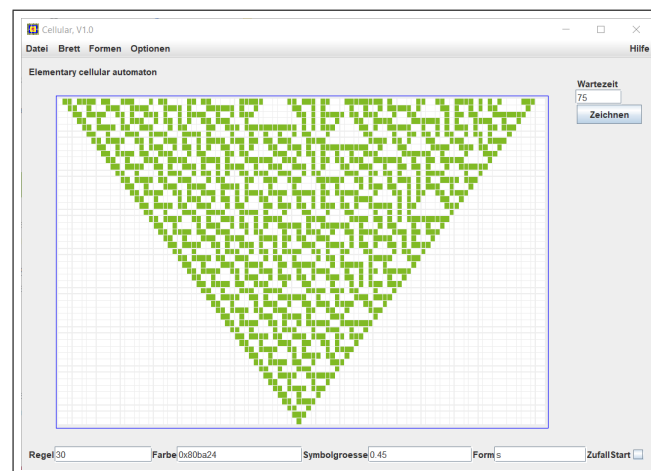 Cellular, V1.0
Datei Brett Formen Optionen Hilfe
Elementary cellular automaton
Wartezeit
75
Zeichnen
Regel 30 Farbe 0x80ba24 Symbolgroesse 0.45 Form s ZufallStart